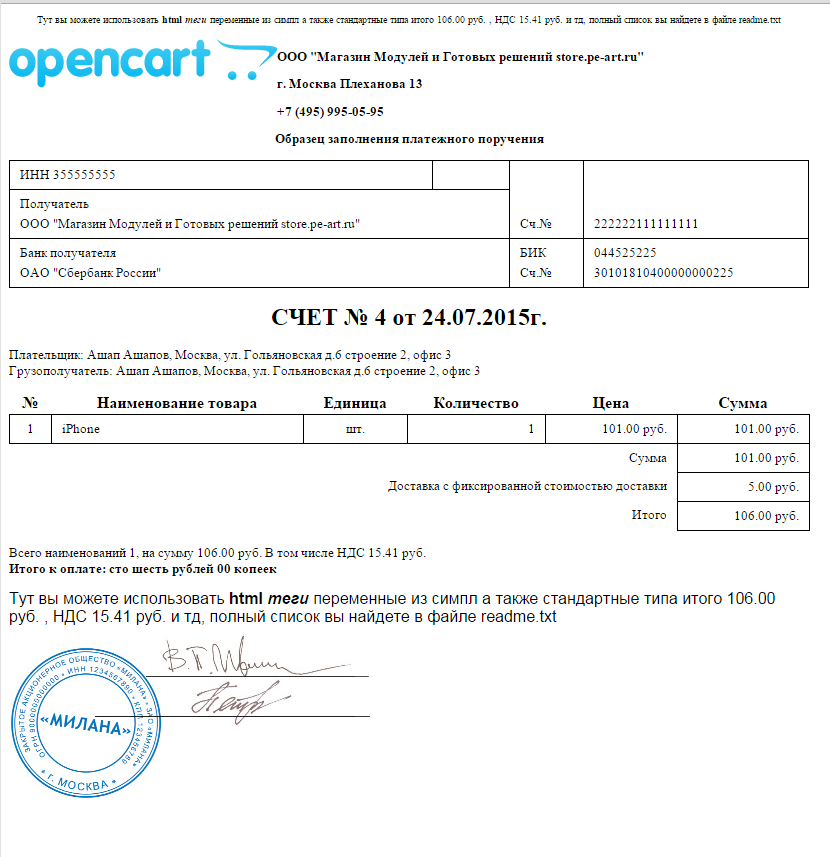 Тут вы можете использовать html теги переменные из симпл а также стандартные типа итого 106.00 руб. , НДС 15.41 руб. и тд, полный список вы найдете в файле readme.txt
opencart
ООО "Магазин Модулей и Готовых решений store.pe-art.ru"
г. Москва Плеханова 13
+7 (495) 995-05-95
Образец заполнения платежного поручения
ИНН 355555555
Получатель
ООО "Магазин Модулей и Готовых решений store.pe-art.ru" Сч.№ 222222111111111
Банк получателя БИК 044525225
ОАО "Сбербанк России" Сч.№ 30101810400000000225
СЧЕТ № 4 от 24.07.2015г.
Плательщик: Ашап Ашапов, Москва, ул. Гольяновская д.6 строение 2, офис 3
Грузополучатель: Ашап Ашапов, Москва, ул. Гольяновская д.6 строение 2, офис 3
№ Наименование товара Единица Количество Цена Сумма
1 iPhone шт. 1 101.00 руб. 101.00 руб.
Сумма 101.00 руб.
Доставка с фиксированной стоимостью доставки 5.00 руб.
Итого 106.00 руб.
Всего наименований 1, на сумму 106.00 руб. В том числе НДС 15.41 руб.
Итого к оплате: сто шесть рублей 00 копеек
Тут вы можете использовать html теги переменные из симпл а также стандартные типа итого 106.00
руб. , НДС 15.41 руб. и тд, полный список вы найдете в файле readme.txt
ЗАКРЫТОЕ АКЦИОНЕРНОЕ ОБЩЕСТВО «МИЛАНА» * ЗАО «МИЛАНА»
* ИНН 1234567890 * КПП 123456789
«МИЛАНА»
* г. МОСКВА *